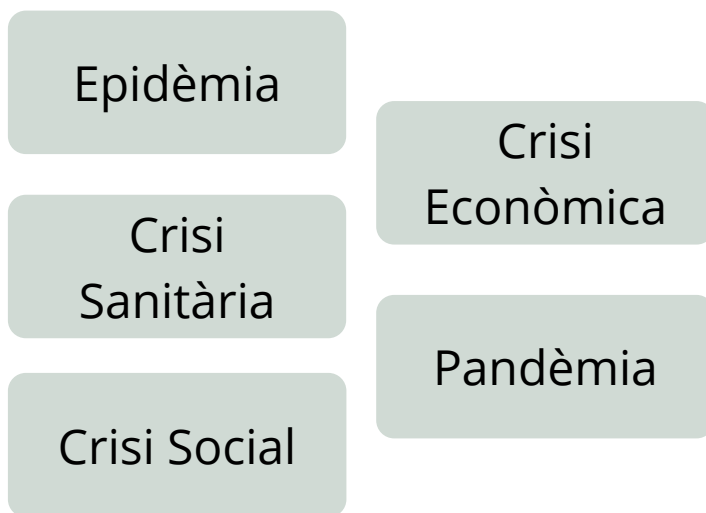 Epidèmia
Crisi
Sanitària
Crisi Social
Crisi
Econòmica
Pandèmia